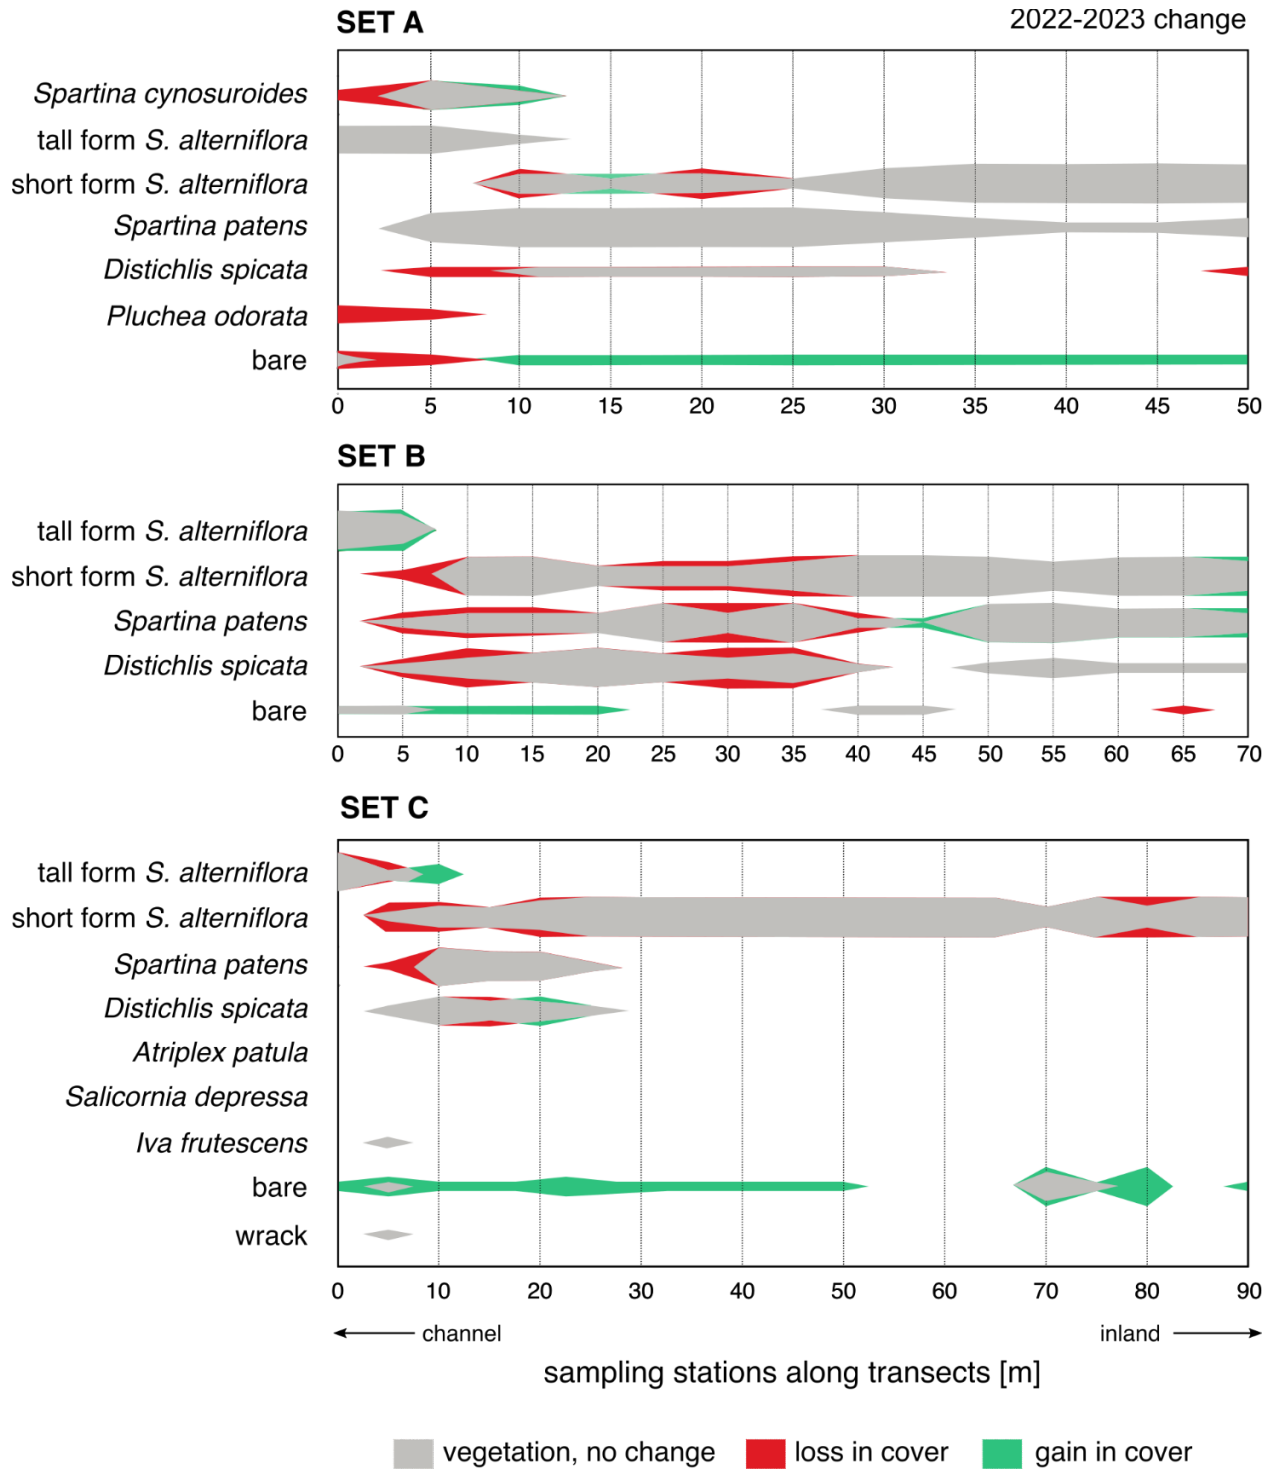 SET A
2022-2023 change
Spartina cynosuroides
tall form S. alterniflora
short form S. alterniflora
Spartina patens
Distichlis spicata
Pluchea odorata
bare
0 5 10 15 20 25 30 35 40 45 50
SET B
tall form S. alterniflora
short form S. alterniflora
Spartina patens
Distichlis spicata
bare
0 5 10 15 20 25 30 35 40 45 50 55 60 65 70
SET C
tall form S. alterniflora
short form S. alterniflora
Spartina patens
Distichlis spicata
Atriplex patula
Salicornia depressa
Iva frutescens
bare
wrack
0 10 20 30 40 50 60 70 80 90
channel inland
sampling stations along transects [m]
vegetation, no change loss in cover gain in cover